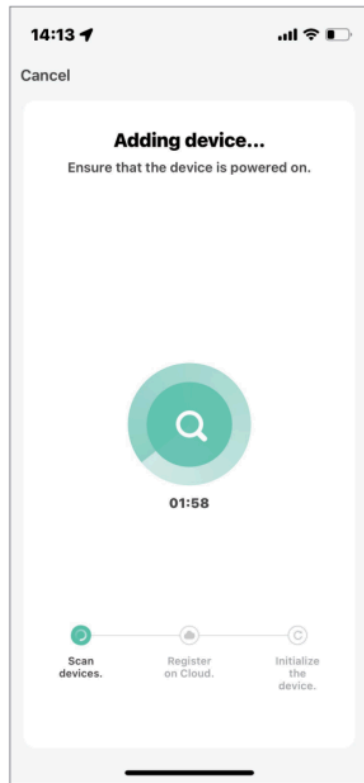 14:13
Cancel
Adding device...
Ensure that the device is powered on.
01:58
Scan
devices.
Register
on Cloud.
Initialize
the
device.